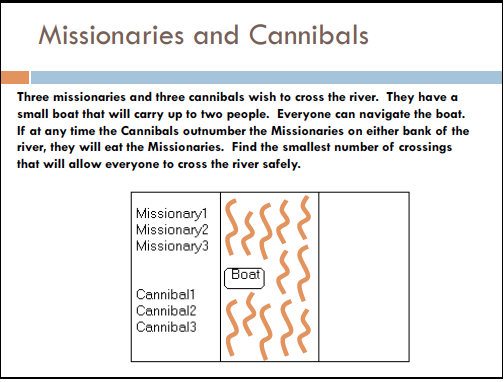 Missionaries and Cannibals
Three missionaries and three cannibals wish to cross the river. They have a
small boat that will carry up to two people. Everyone can navigate the boat.
If at any time the Cannibals outnumber the Missionaries on either bank of the
river, they will eat the Missionaries. Find the smallest number of crossings
that will allow everyone to cross the river safely.
Missionary1
Missionary2
Missionary3
Boat
Cannibal1
Cannibal2
Cannibal3